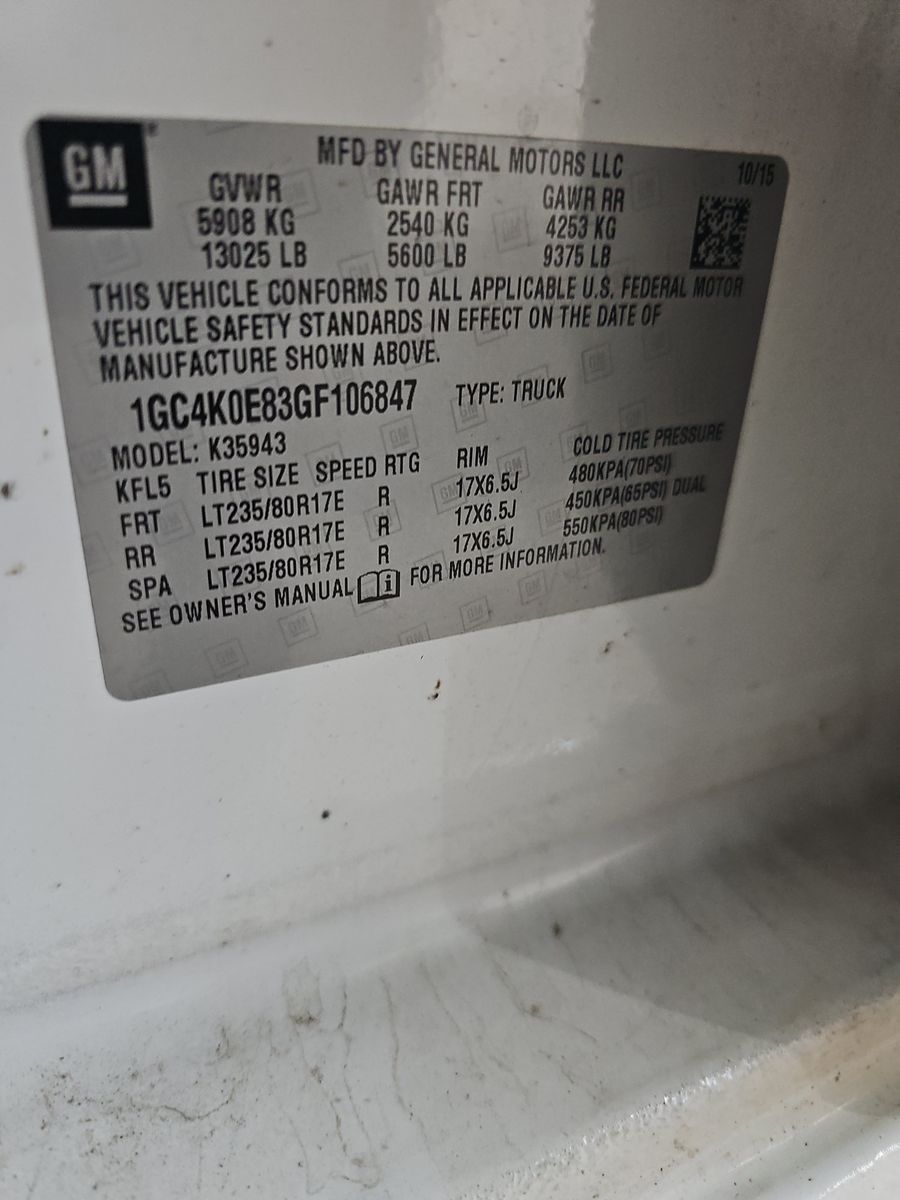 GM
MFD BY GENERAL MOTORS LLC 10/15
GVWR GAWR FRT GAWR RR
5908 KG 2540 KG 4253 KG
13025 LB 5600 LB 9375 LB
THIS VEHICLE CONFORMS TO ALL APPLICABLE U.S. FEDERAL MOTOR
VEHICLE SAFETY STANDARDS IN EFFECT ON THE DATE OF
MANUFACTURE SHOWN ABOVE.
1GC4K0E83GF106847 TYPE: TRUCK
MODEL: K35943
KFL5 TIRE SIZE SPEED RTG RIM COLD TIRE PRESSURE
FRT LT235/80R17E R 17X6.5J 480KPA(70PSI)
RR LT235/80R17E R 17X6.5J 450KPA(65PSI) DUAL
SPA LT235/80R17E R 17X6.5J 550KPA(80PSI)
SEE OWNER'S MANUAL FOR MORE INFORMATION.